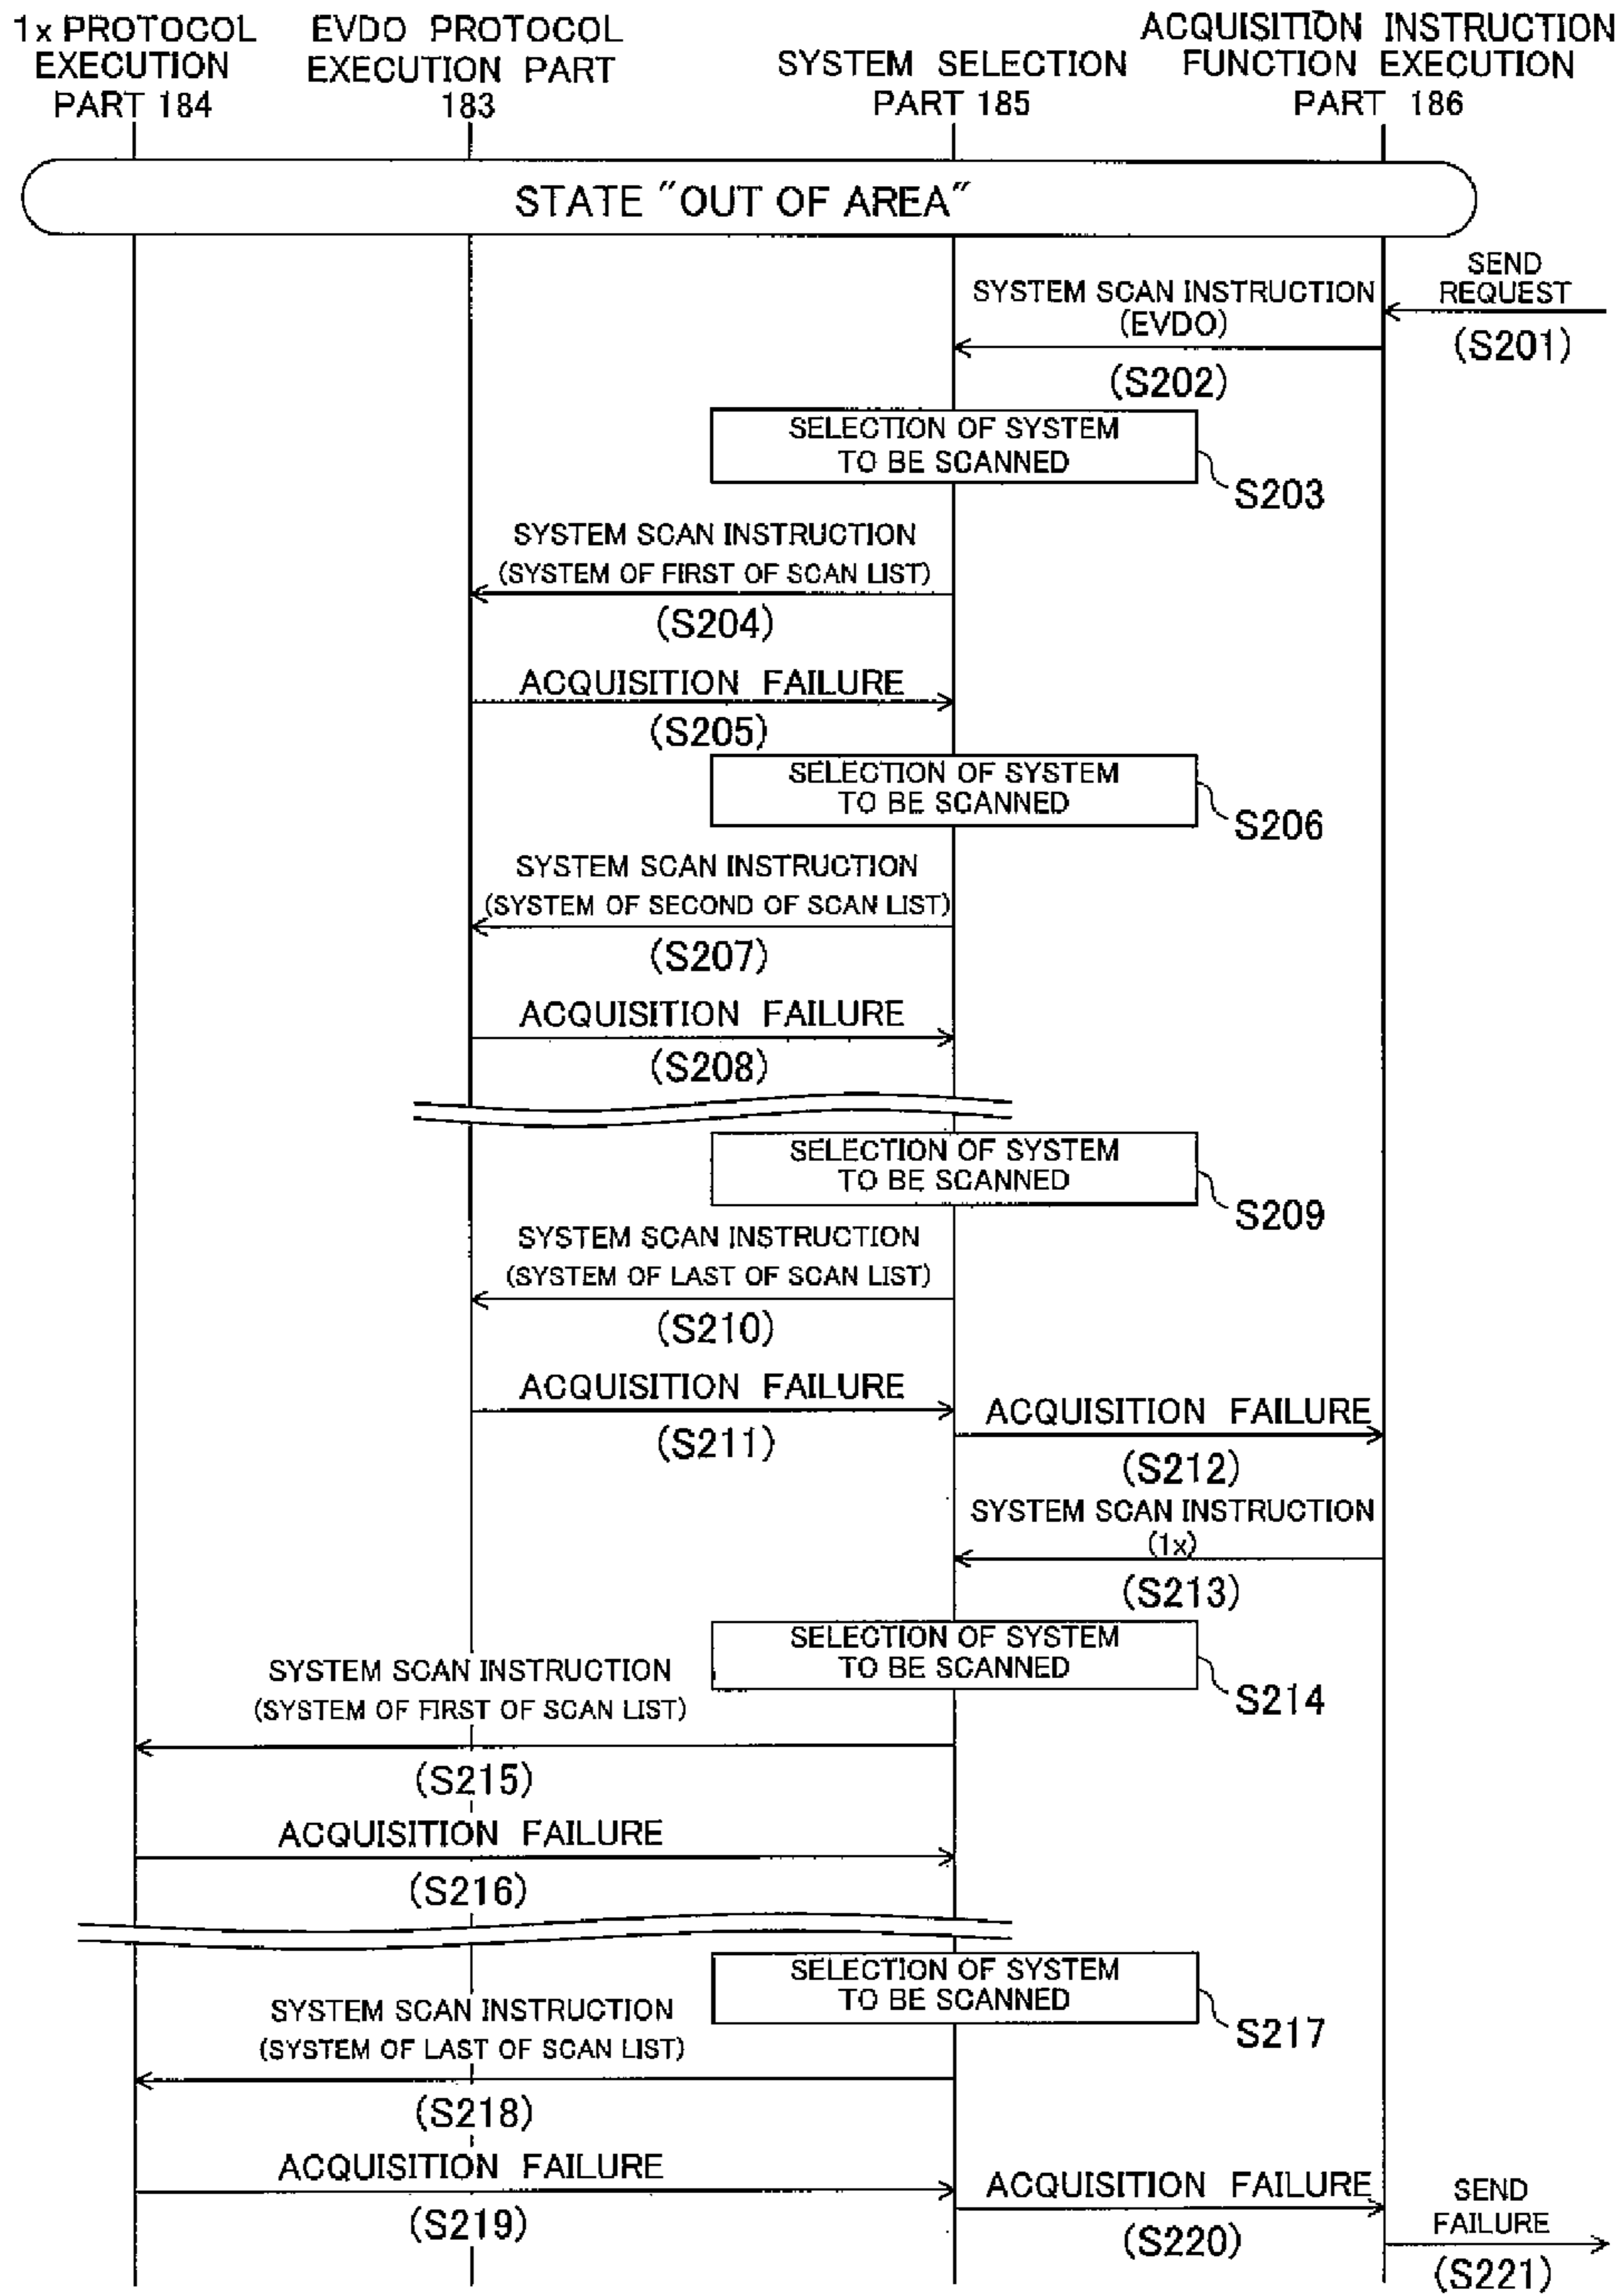 1x PROTOCOL
EXECUTION
PART 184
EVDO PROTOCOL
EXECUTION PART
183
SYSTEM SELECTION
PART 185
ACQUISITION INSTRUCTION
FUNCTION EXECUTION
PART 186
STATE "OUT OF AREA"
SEND
REQUEST
(S201)
SYSTEM SCAN INSTRUCTION
(EVDO)
(S202)
SELECTION OF SYSTEM
TO BE SCANNED
S203
SYSTEM SCAN INSTRUCTION
(SYSTEM OF FIRST OF SCAN LIST)
(S204)
ACQUISITION FAILURE
(S205)
SELECTION OF SYSTEM
TO BE SCANNED
S206
SYSTEM SCAN INSTRUCTION
(SYSTEM OF SECOND OF SCAN LIST)
(S207)
ACQUISITION FAILURE
(S208)
SELECTION OF SYSTEM
TO BE SCANNED
S209
SYSTEM SCAN INSTRUCTION
(SYSTEM OF LAST OF SCAN LIST)
(S210)
ACQUISITION FAILURE
(S211)
ACQUISITION FAILURE
(S212)
SYSTEM SCAN INSTRUCTION
(1x)
(S213)
SELECTION OF SYSTEM
TO BE SCANNED
S214
SYSTEM SCAN INSTRUCTION
(SYSTEM OF FIRST OF SCAN LIST)
(S215)
ACQUISITION FAILURE
(S216)
SELECTION OF SYSTEM
TO BE SCANNED
S217
SYSTEM SCAN INSTRUCTION
(SYSTEM OF LAST OF SCAN LIST)
(S218)
ACQUISITION FAILURE
(S219)
ACQUISITION FAILURE
(S220)
SEND
FAILURE
(S221)